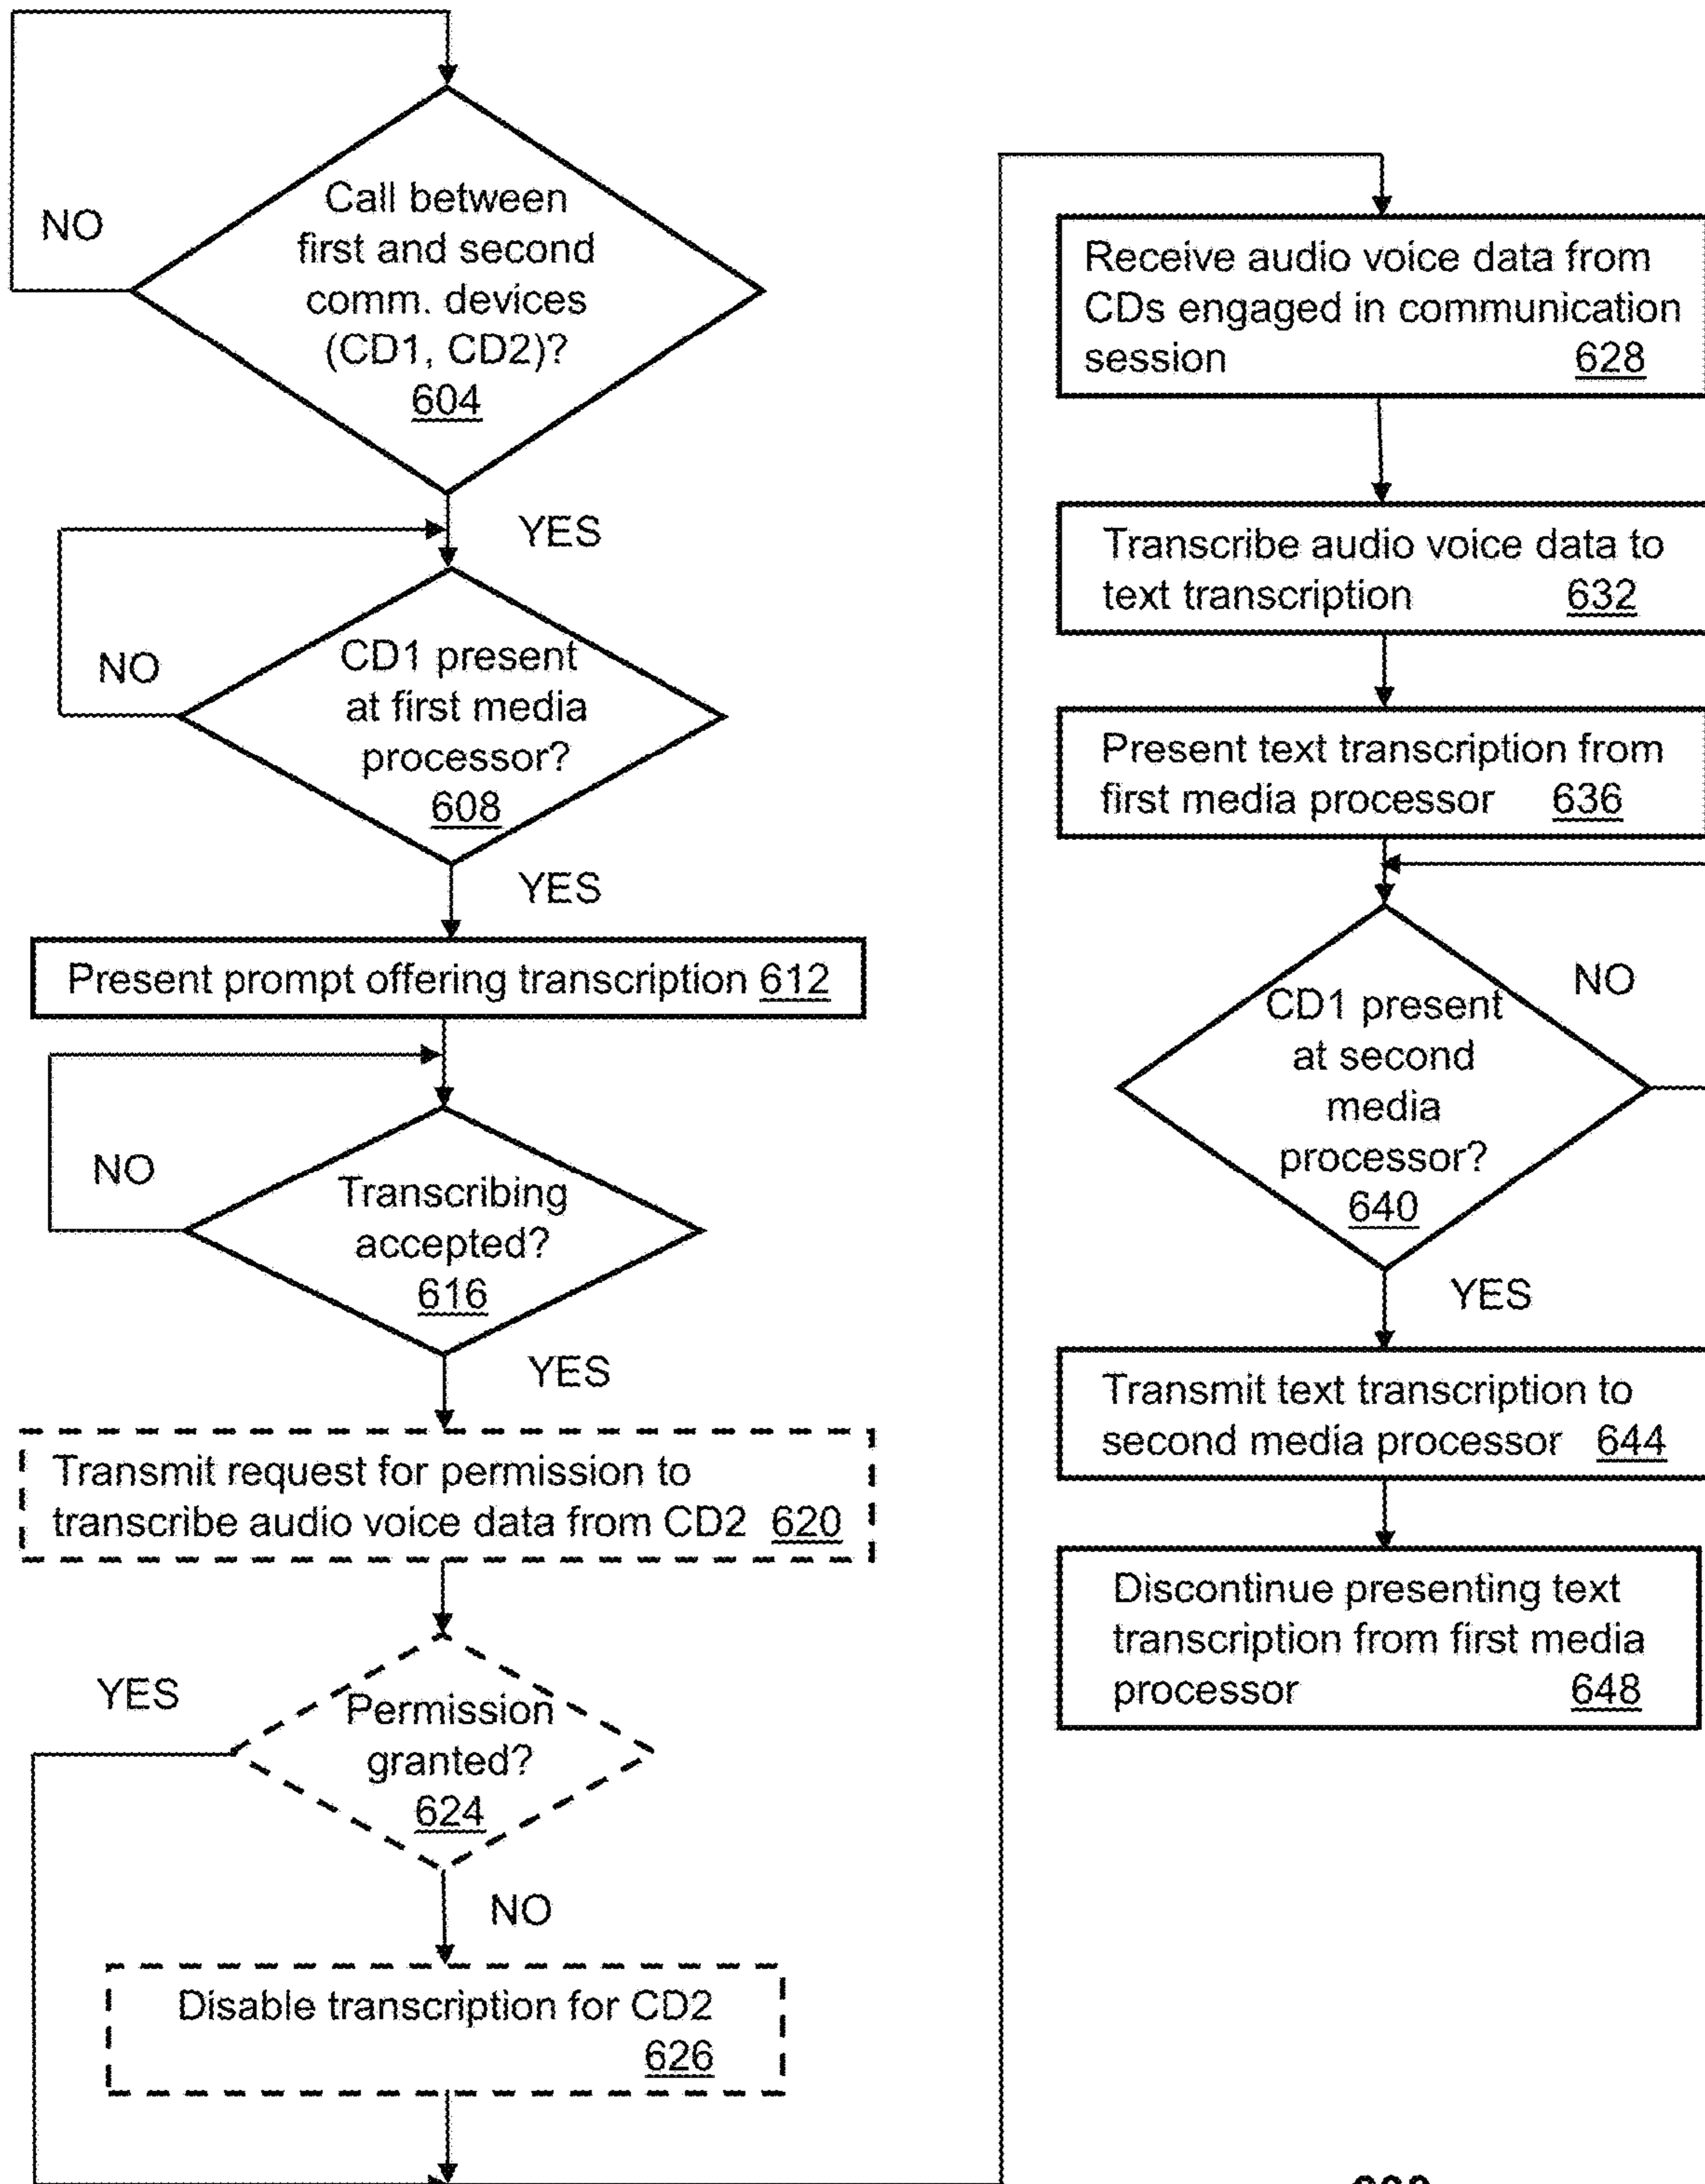 NO
Call between
first and second
comm. devices
(CD1, CD2)?
604
YES
NO
CD1 present
at first media
processor?
608
YES
Present prompt offering transcription 612
NO
Transcribing
accepted?
616
YES
Transmit request for permission to
transcribe audio voice data from CD2 620
YES
Permission
granted?
624
NO
Disable transcription for CD2
626
Receive audio voice data from
CDs engaged in communication
session 628
Transcribe audio voice data to
text transcription 632
Present text transcription from
first media processor 636
NO
CD1 present
at second
media
processor?
640
YES
Transmit text transcription to
second media processor 644
Discontinue presenting text
transcription from first media
processor 648